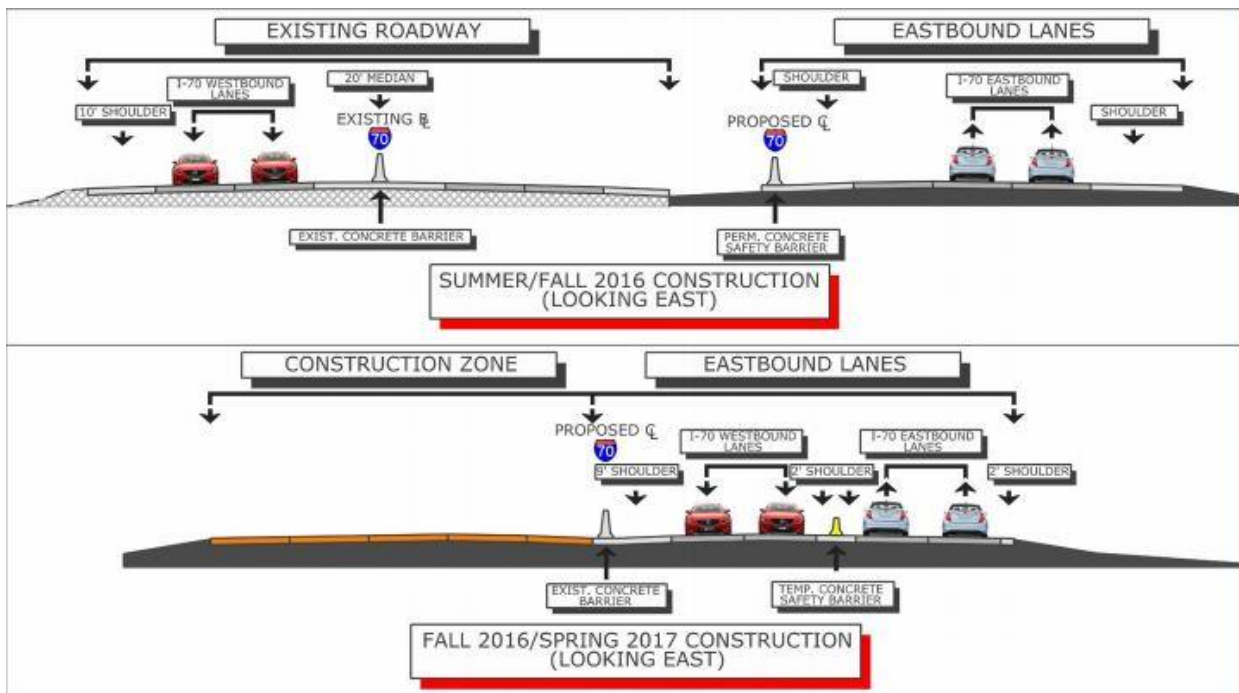 EXISTING ROADWAY
EASTBOUND LANES
I-70 WESTBOUND
LANES
20' MEDIAN
SHOULDER
I-70 EASTBOUND
LANES
10' SHOULDER
SHOULDER
EXISTING ℄
70
PROPOSED ℄
70
EXIST. CONCRETE BARRIER
PERM. CONCRETE
SAFETY BARRIER
SUMMER/FALL 2016 CONSTRUCTION
(LOOKING EAST)
CONSTRUCTION ZONE
EASTBOUND LANES
PROPOSED ℄
70
I-70 WESTBOUND
LANES
I-70 EASTBOUND
LANES
9' SHOULDER
2' SHOULDER
2' SHOULDER
EXIST. CONCRETE
BARRIER
TEMP. CONCRETE
SAFETY BARRIER
FALL 2016/SPRING 2017 CONSTRUCTION
(LOOKING EAST)